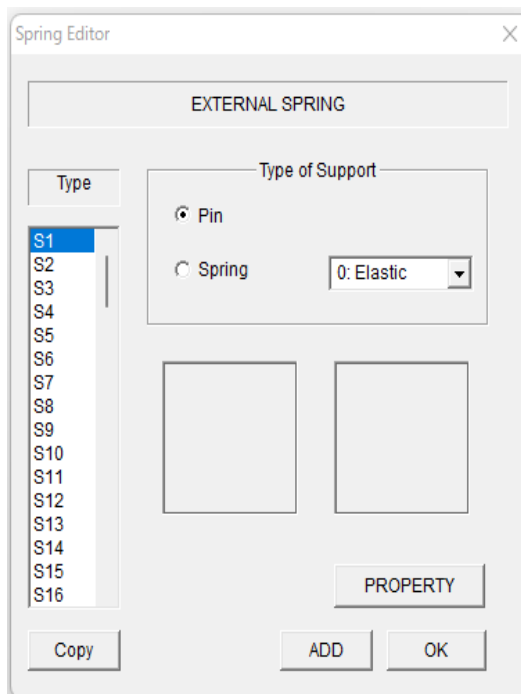 Spring Editor
EXTERNAL SPRING
Type
Type of Support
Pin
Spring
0: Elastic
S1
S2
S3
S4
S5
S6
S7
S8
S9
S10
S11
S12
S13
S14
S15
S16
PROPERTY
Copy
ADD
OK